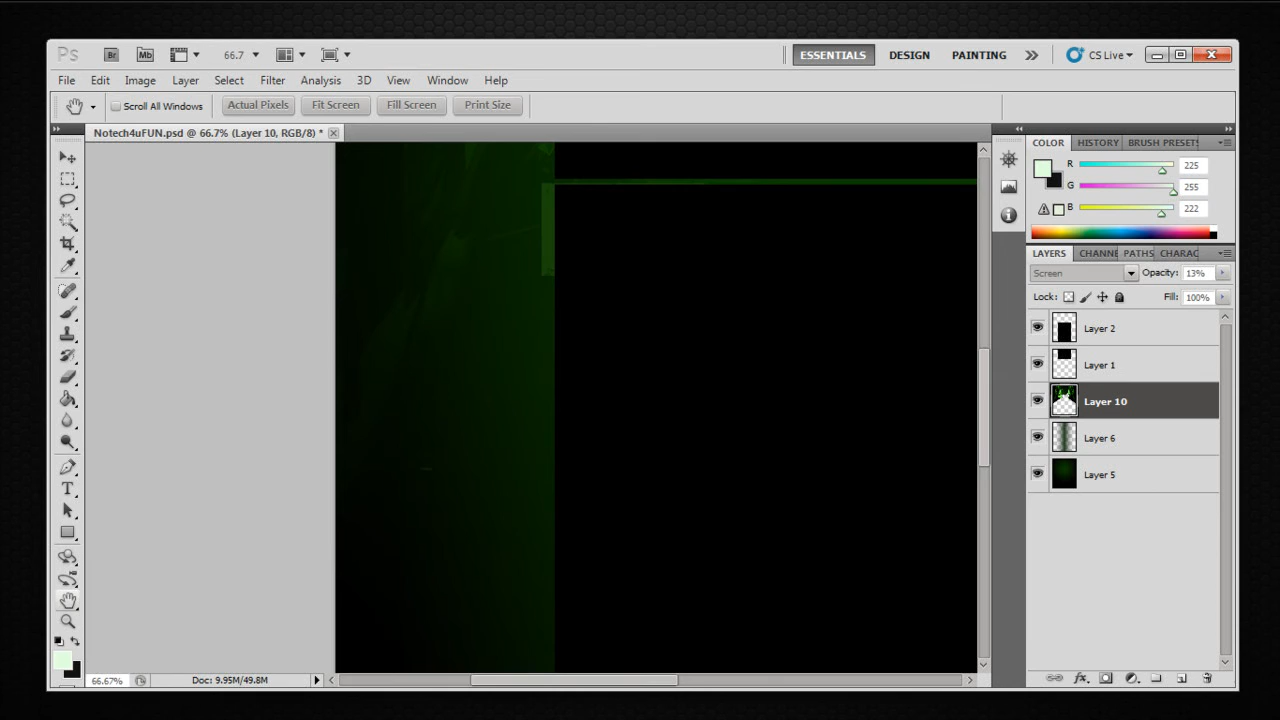 Ps Br Mb 66.7 ESSENTIALS DESIGN PAINTING CS Live
File Edit Image Layer Select Filter Analysis 3D View Window Help
Scroll All Windows Actual Pixels Fit Screen Fill Screen Print Size
Notech4uFUN.psd @ 66.7% (Layer 10, RGB/8) *
COLOR HISTORY BRUSH PRESETS
R 225
G 255
B 222
LAYERS CHANNE PATHS CHARAC
Screen Opacity: 13%
Lock: Fill: 100%
Layer 2
Layer 1
Layer 10
Layer 6
Layer 5
T
66.67% Doc: 9.95M/49.8M fx